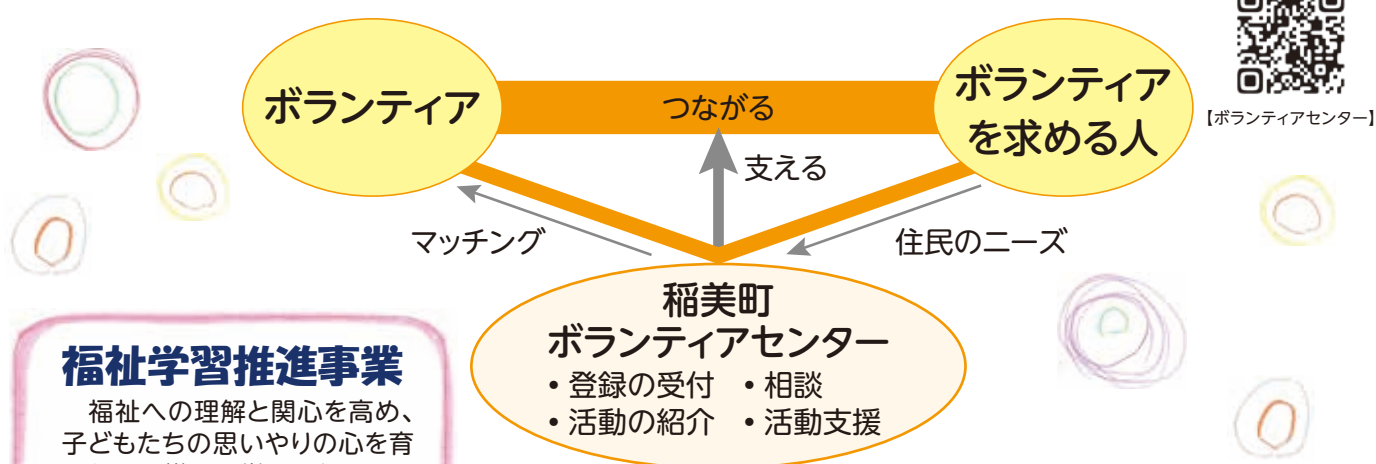 ボランティア
つながる
ボランティア
を求める人
【ボランティアセンター】
支える
マッチング
住民のニーズ
稲美町
ボランティアセンター
• 登録の受付 • 相談
• 活動の紹介 • 活動支援
福祉学習推進事業
福祉への理解と関心を高め、
子どもたちの思いやりの心を育